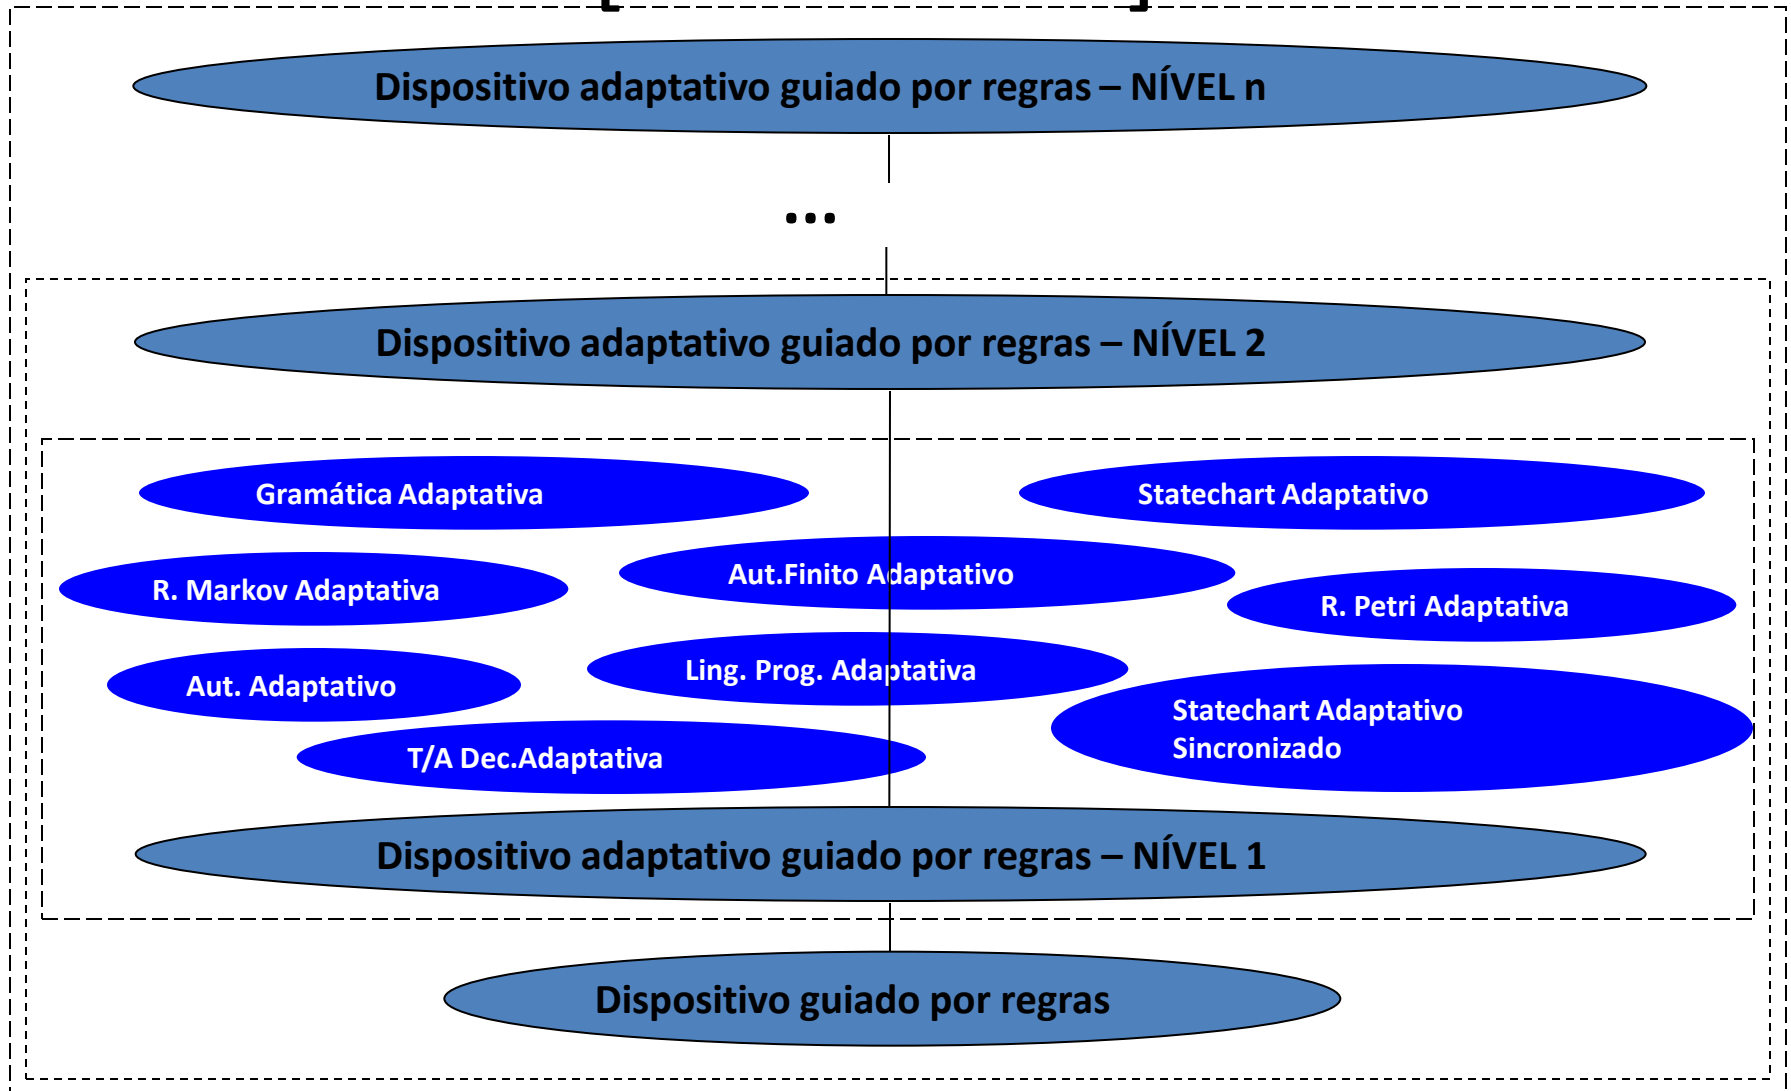 Dispositivo adaptativo guiado por regras – NÍVEL n
...
Dispositivo adaptativo guiado por regras – NÍVEL 2
Gramática Adaptativa
Statechart Adaptativo
Aut.Finito Adaptativo
R. Markov Adaptativa
R. Petri Adaptativa
Ling. Prog. Adaptativa
Aut. Adaptativo
Statechart Adaptativo
Sincronizado
T/A Dec.Adaptativa
Dispositivo adaptativo guiado por regras – NÍVEL 1
Dispositivo guiado por regras